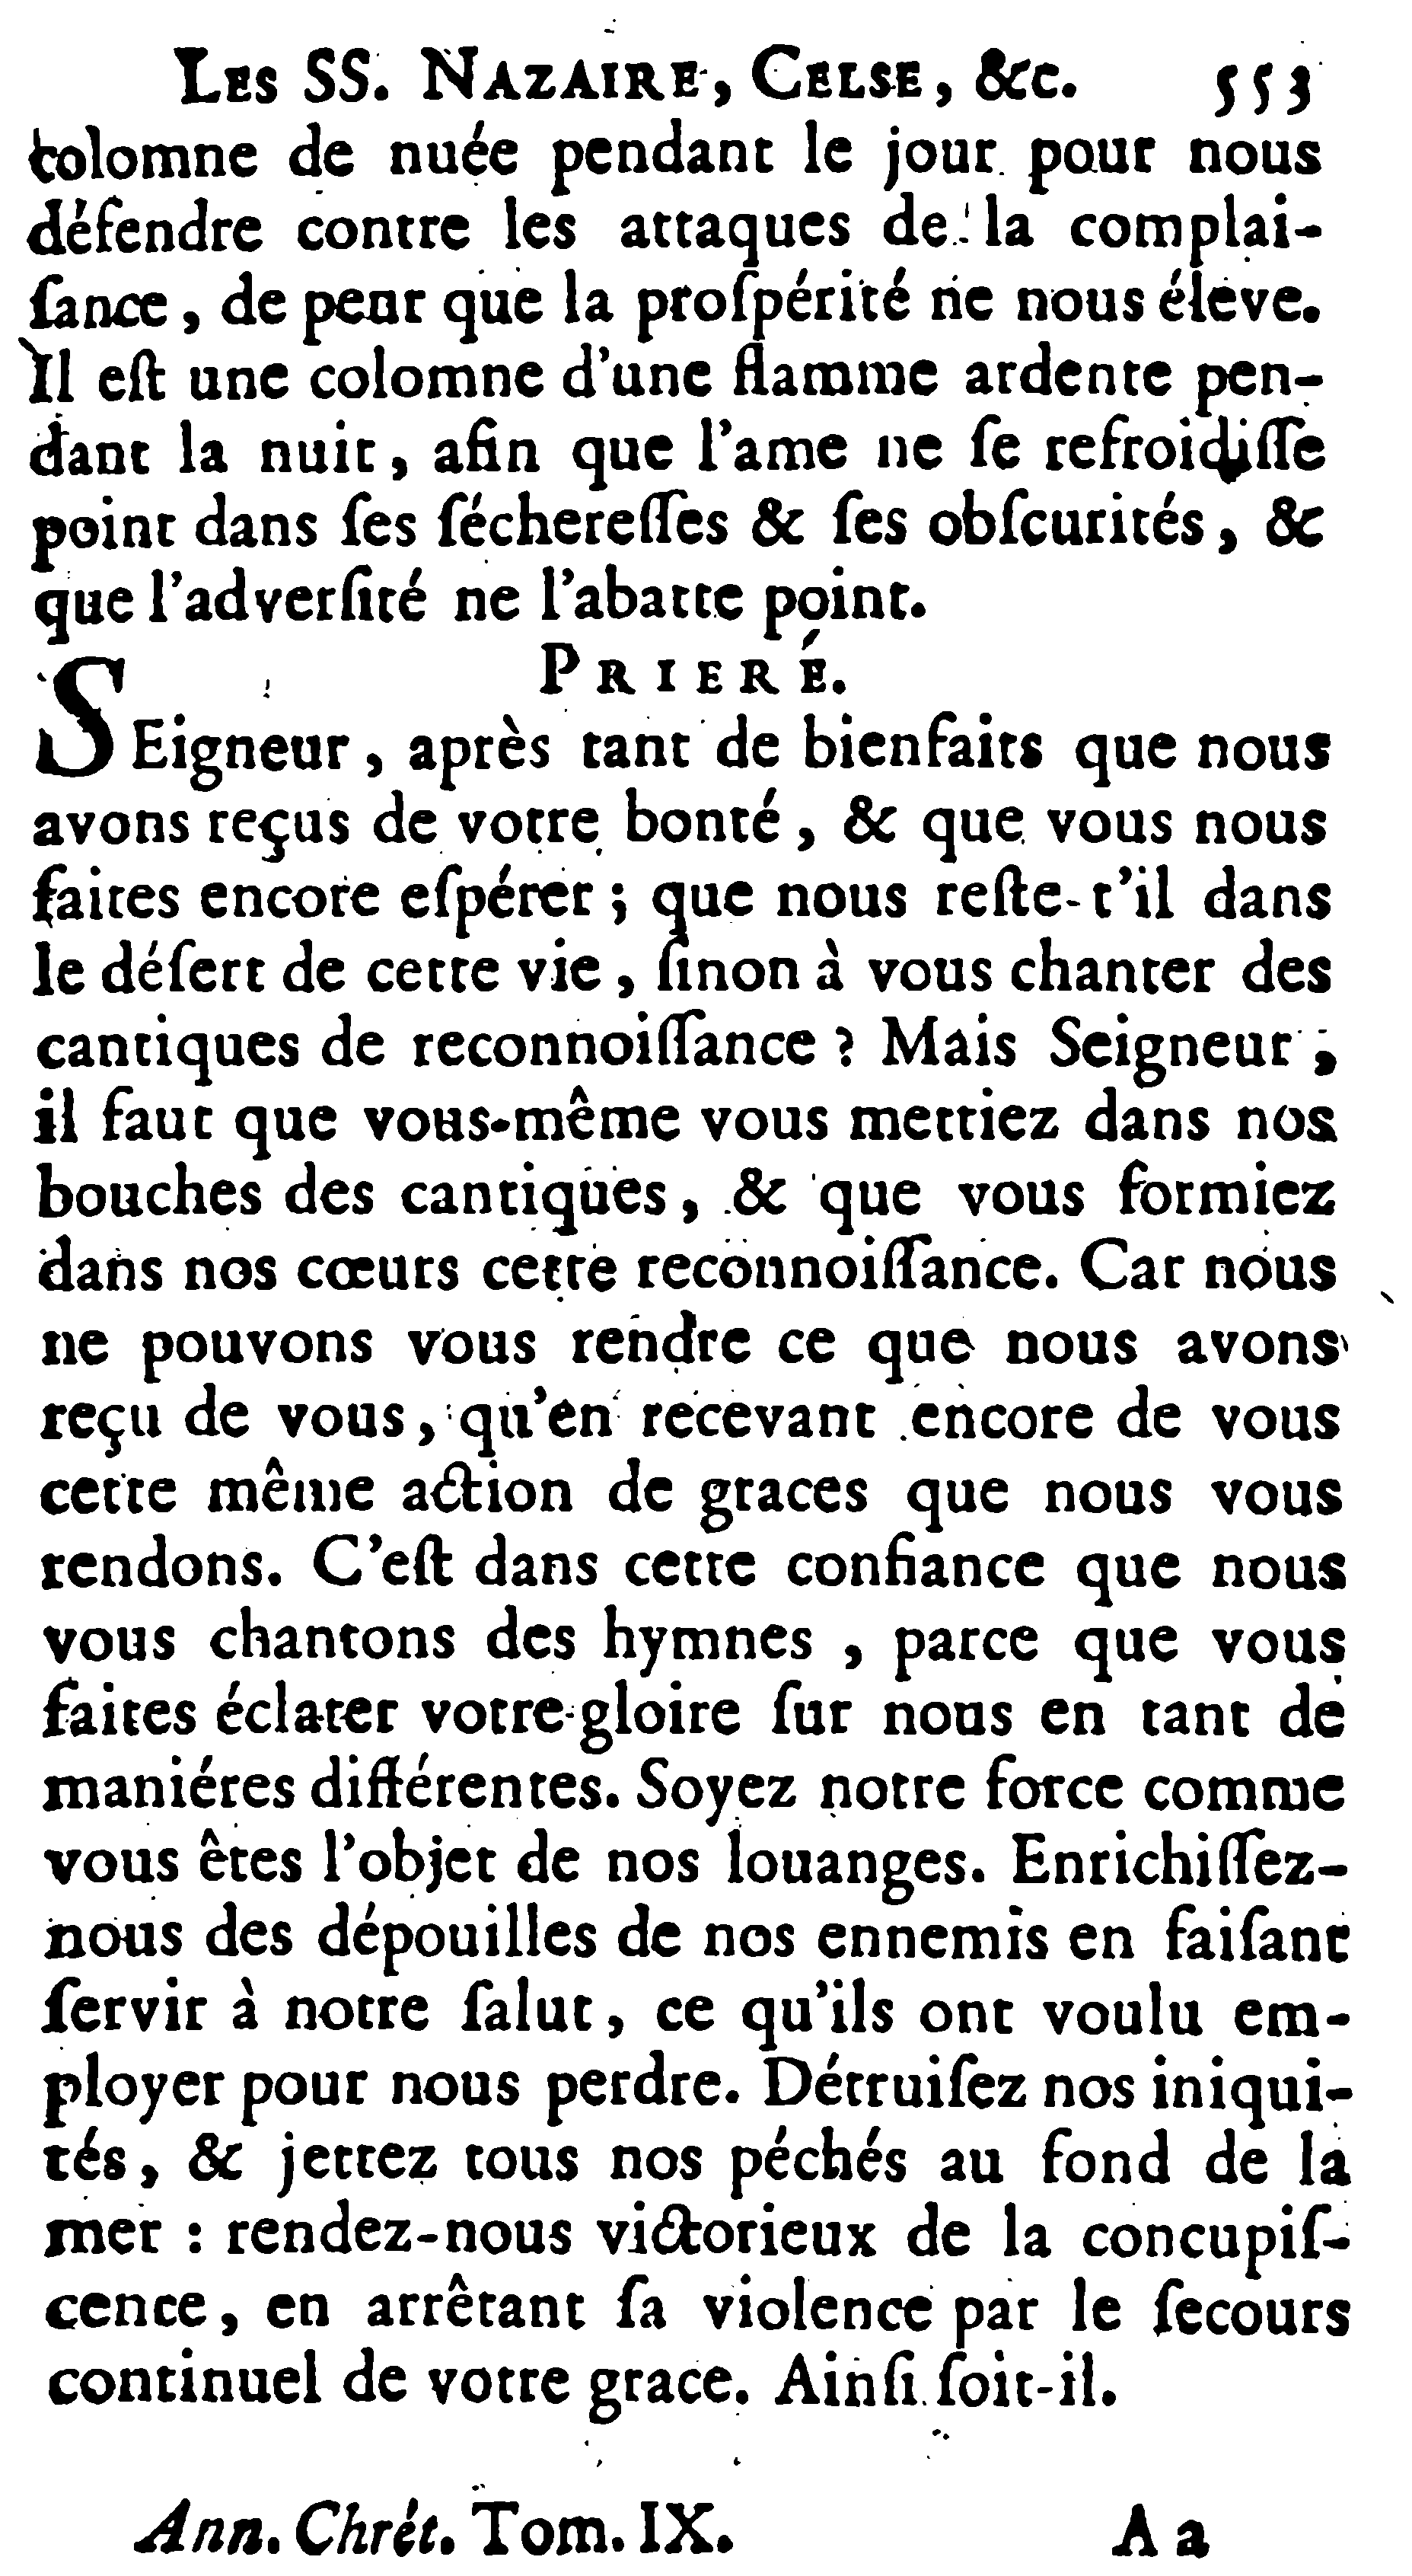 LES SS. NAZAIRE, CELSE, &c. 553
colomne de nuée pendant le jour pour nous
défendre contre les attaques de la complai-
ſance, de peur que la proſpérité ne nous éleve.
Il eſt une colomne d'une flamme ardente pen-
dant la nuit, afin que l'ame ne ſe refroidiſſe
point dans ſes ſéchereſſes & ſes obſcurités, &
que l'adverſité ne l'abatte point.
PRIERÉ.
SEigneur, après tant de bienfaits que nous
avons reçus de votre bonté, & que vous nous
faites encore eſpérer; que nous reſte-t'il dans
le déſert de cette vie, ſinon à vous chanter des
cantiques de reconnoiſſance? Mais Seigneur,
il faut que vous-même vous mettiez dans nos
bouches des cantiques, & que vous formiez
dans nos cœurs cette reconnoiſſance. Car nous
ne pouvons vous rendre ce que nous avons
reçu de vous, qu'en recevant encore de vous
cette même action de graces que nous vous
rendons. C'eſt dans cette confiance que nous
vous chantons des hymnes, parce que vous
faites éclater votre gloire ſur nous en tant de
maniéres différentes. Soyez notre force comme
vous êtes l'objet de nos louanges. Enrichiſſez-
nous des dépouilles de nos ennemis en faiſant
ſervir à notre ſalut, ce qu'ils ont voulu em-
ployer pour nous perdre. Détruiſez nos iniqui-
tés, & jettez tous nos péchés au fond de la
mer : rendez-nous victorieux de la concupiſ-
cence, en arrêtant ſa violence par le ſecours
continuel de votre grace. Ainſi ſoit-il.
Ann. Chrét. Tom. IX. A a